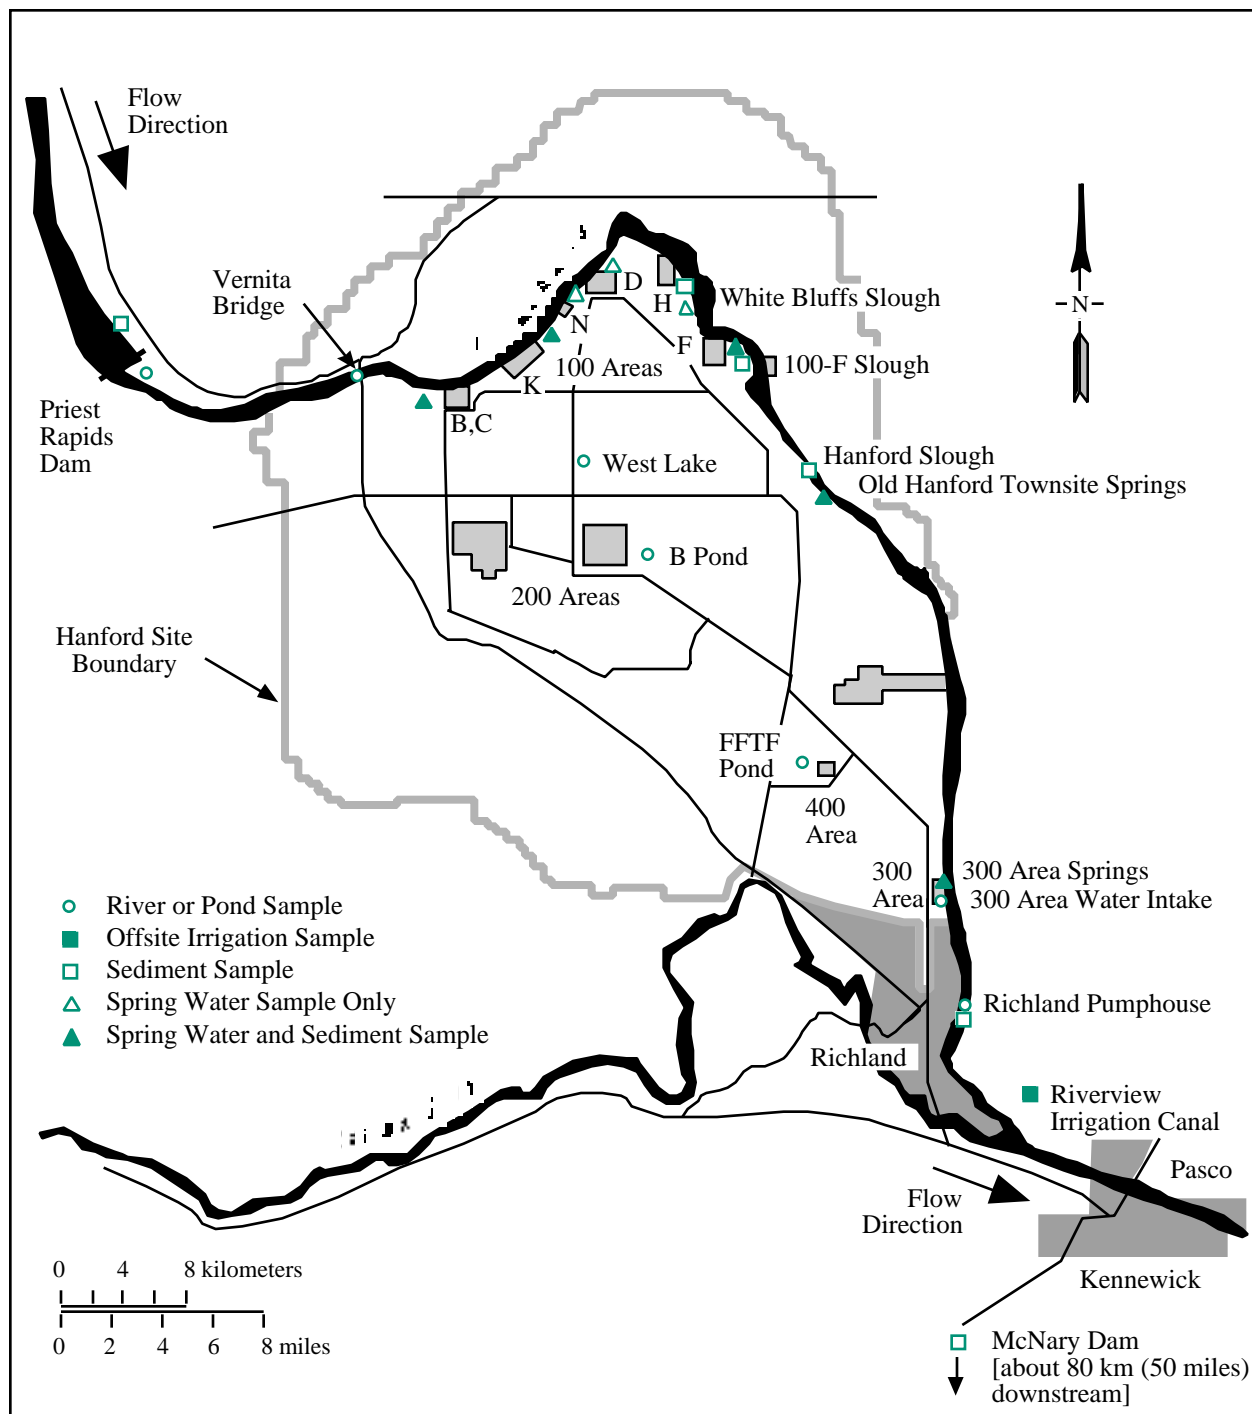 Flow
Direction
Vernita
Bridge
N
D
H
White Bluffs Slough
N
F
100-F Slough
100 Areas
K
Priest
Rapids
Dam
B,C
Hanford Slough
West Lake
Old Hanford Townsite Springs
B Pond
200 Areas
Hanford Site
Boundary
FFTF
Pond
400
Area
300
Area
300 Area Springs
300 Area Water Intake
River or Pond Sample
Offsite Irrigation Sample
Sediment Sample
Spring Water Sample Only
Spring Water and Sediment Sample
Richland Pumphouse
Richland
Riverview
Irrigation Canal
Pasco
Flow
Direction
Kennewick
0 4 8 kilometers
0 2 4 6 8 miles
McNary Dam
[about 80 km (50 miles)
downstream]